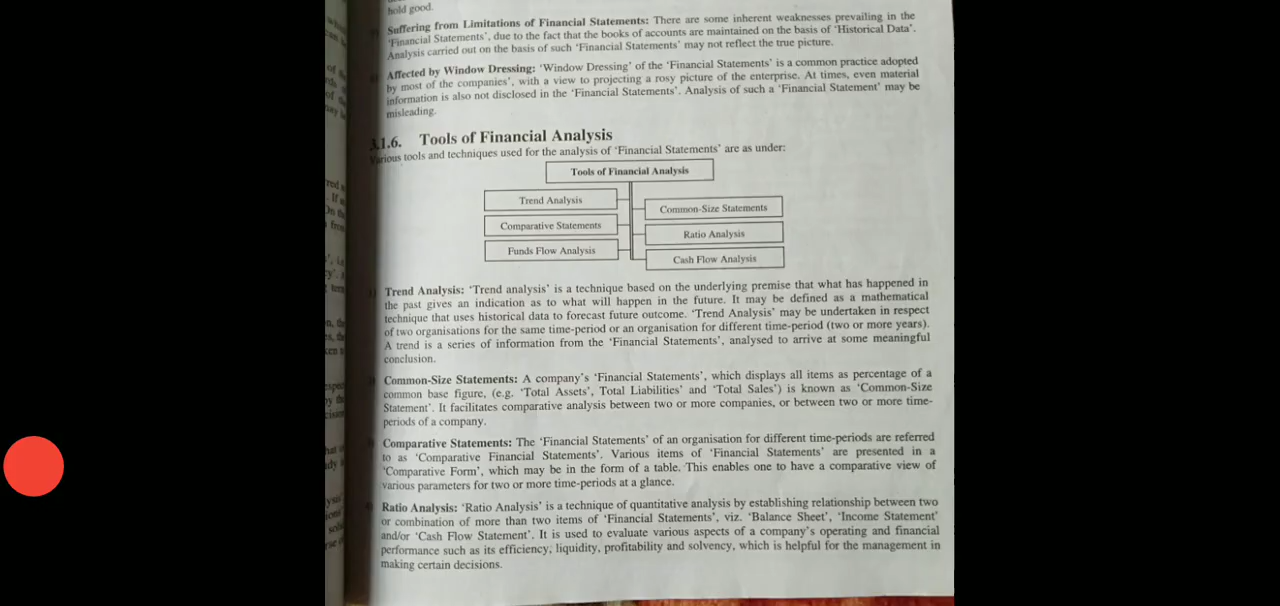 hold good.
Suffering from Limitations of Financial Statements: There are some inherent weaknesses prevailing in the
'Financial Statements', due to the fact that the books of accounts are maintained on the basis of 'Historical Data'.
Analysis carried out on the basis of such 'Financial Statements' may not reflect the true picture.
Affected by Window Dressing: 'Window Dressing' of the 'Financial Statements' is a common practice adopted
by most of the companies', with a view to projecting a rosy picture of the enterprise. At times, even material
information is also not disclosed in the 'Financial Statements'. Analysis of such a 'Financial Statement' may be
misleading.
3.1.6. Tools of Financial Analysis
Various tools and techniques used for the analysis of 'Financial Statements' are as under:
Tools of Financial Analysis
Trend Analysis
Common-Size Statements
Comparative Statements
Ratio Analysis
Funds Flow Analysis
Cash Flow Analysis
Trend Analysis: 'Trend analysis' is a technique based on the underlying premise that what has happened in
the past gives an indication as to what will happen in the future. It may be defined as a mathematical
technique that uses historical data to forecast future outcome. 'Trend Analysis' may be undertaken in respect
of two organisations for the same time-period or an organisation for different time-period (two or more years).
A trend is a series of information from the 'Financial Statements', analysed to arrive at some meaningful
conclusion.
Common-Size Statements: A company's 'Financial Statements', which displays all items as percentage of a
common base figure, (e.g. 'Total Assets', Total Liabilities' and 'Total Sales') is known as 'Common-Size
Statement'. It facilitates comparative analysis between two or more companies, or between two or more time-
periods of a company.
Comparative Statements: The 'Financial Statements' of an organisation for different time-periods are referred
to as 'Comparative Financial Statements'. Various items of 'Financial Statements' are presented in a
'Comparative Form', which may be in the form of a table. This enables one to have a comparative view of
various parameters for two or more time-periods at a glance.
Ratio Analysis: 'Ratio Analysis' is a technique of quantitative analysis by establishing relationship between two
or combination of more than two items of 'Financial Statements', viz. 'Balance Sheet', 'Income Statement'
and/or 'Cash Flow Statement'. It is used to evaluate various aspects of a company's operating and financial
performance such as its efficiency, liquidity, profitability and solvency, which is helpful for the management in
making certain decisions.